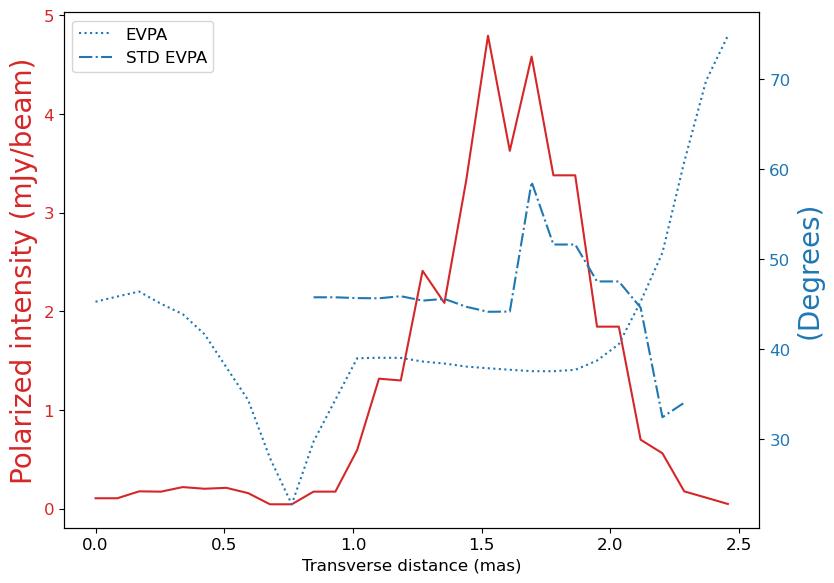 EVPA
STD EVPA
Polarized intensity (mJy/beam)
5
4
3
2
1
0
70
60
50
40
30
(Degrees)
0.0 0.5 1.0 1.5 2.0 2.5
Transverse distance (mas)